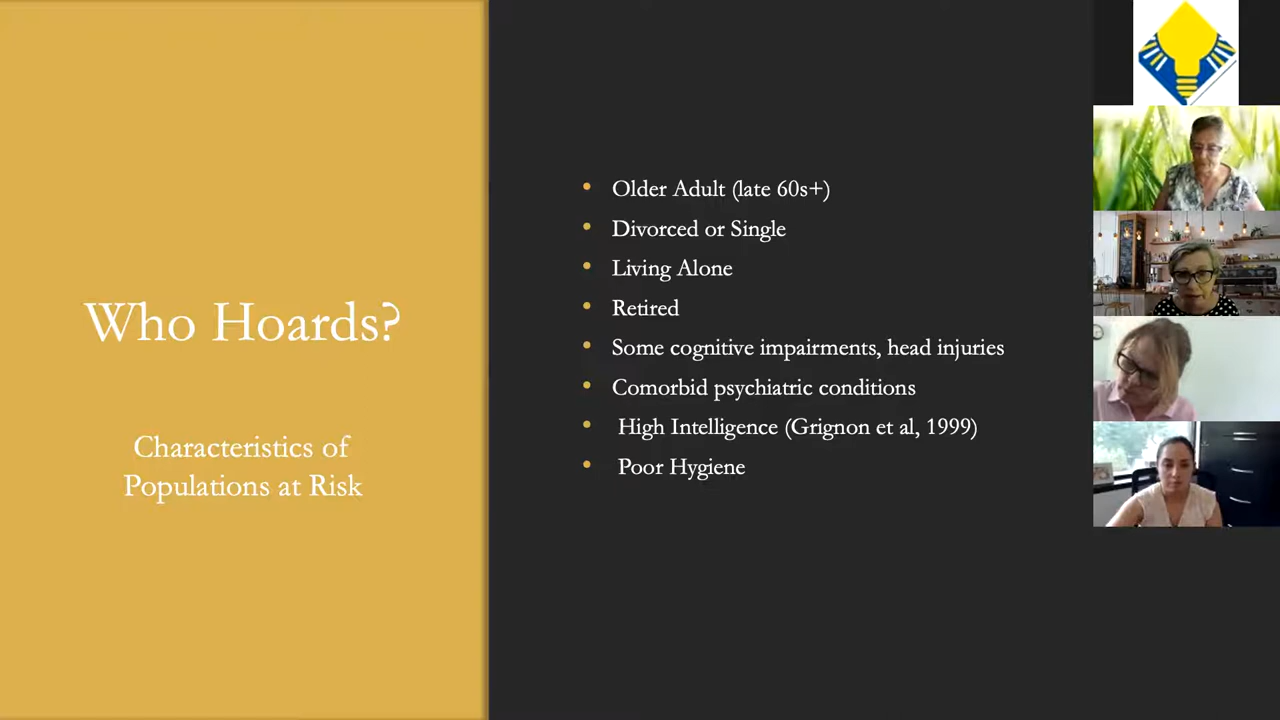 Who Hoards?
Characteristics of
Populations at Risk
Older Adult (late 60s+)
Divorced or Single
Living Alone
Retired
Some cognitive impairments, head injuries
Comorbid psychiatric conditions
High Intelligence (Grignon et al, 1999)
Poor Hygiene